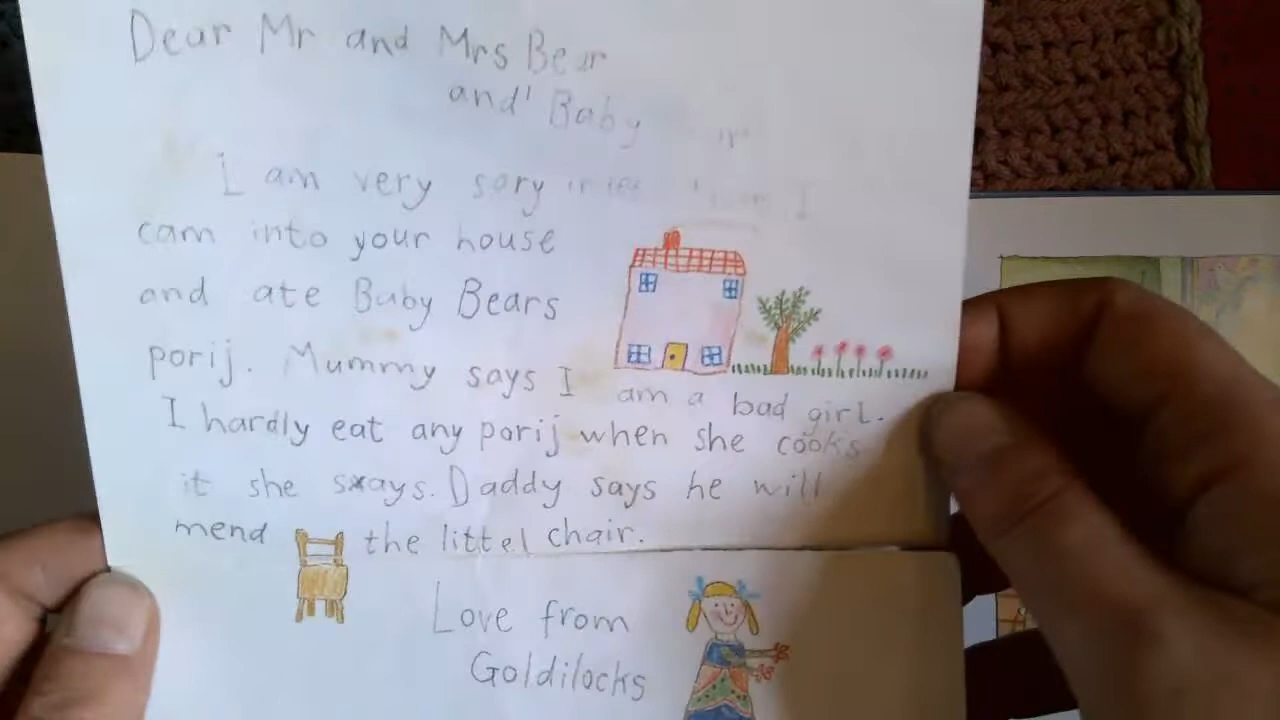 Dear Mr and Mrs Bear
and Baby
I am very sory I
cam into your house
and ate Baby Bears
porij. Mummy says I am a bad girl.
I hardly eat any porij when she cooks
it she sxays. Daddy says he will
mend the littel chair.
Love from
Goldilocks